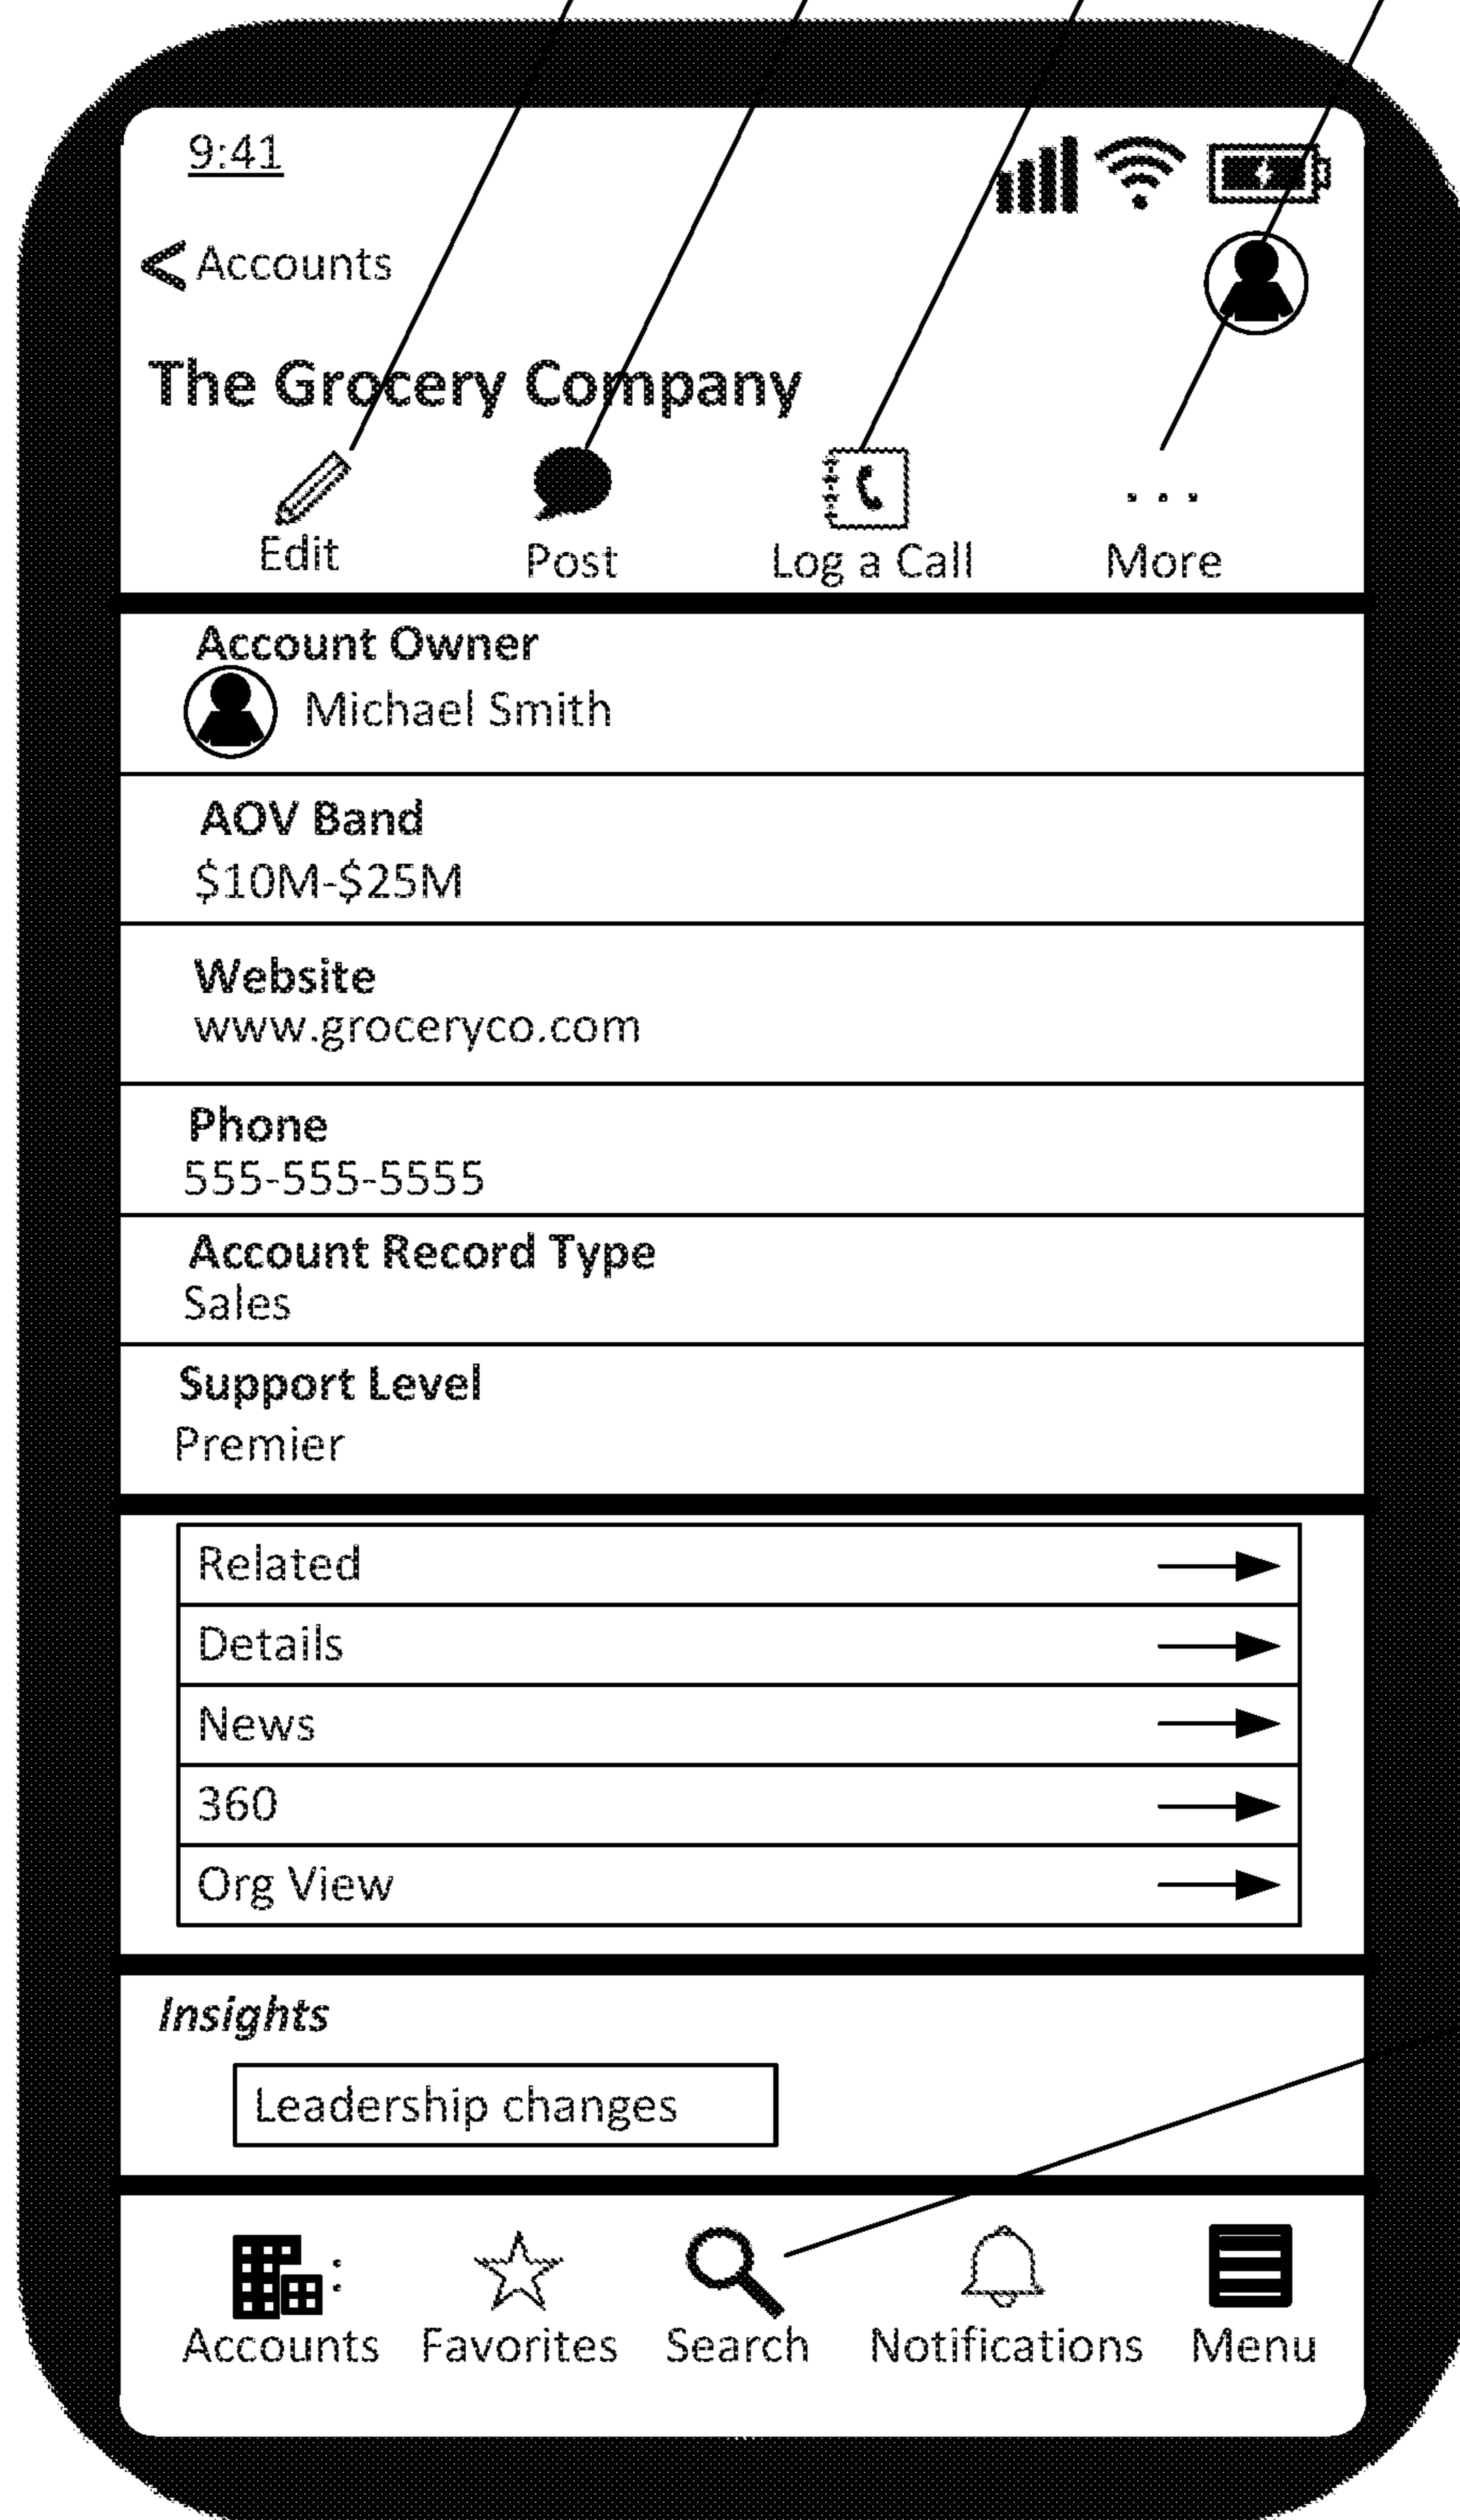 9:41
< Accounts
The Grocery Company
Edit Post Log a Call More
Account Owner
Michael Smith
AOV Band
$10M-$25M
Website
www.groceryco.com
Phone
555-555-5555
Account Record Type
Sales
Support Level
Premier
Related
Details
News
360
Org View
Insights
Leadership changes
Accounts Favorites Search Notifications Menu